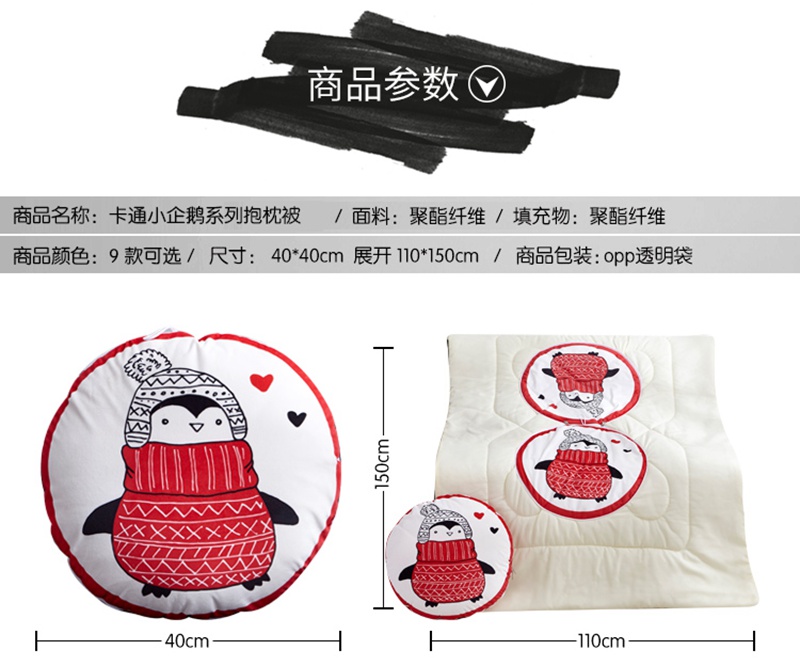 商品参数
商品名称：卡通小企鹅系列抱枕被 / 面料：聚酯纤维 / 填充物：聚酯纤维
商品颜色：9 款可选 / 尺寸： 40*40cm 展开 110*150cm / 商品包装：opp透明袋
150cm
40cm
110cm